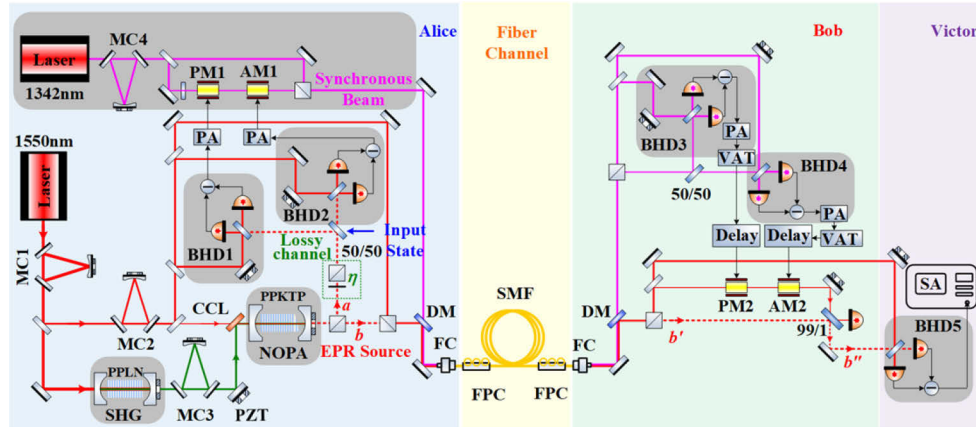 Alice
Fiber
Channel
Bob
Victor
Laser
1342nm
MC4
PM1
AM1
Synchronous
Beam
1550nm
Laser
PA
PA
BHD2
BHD1
Input
State
Lossy
channel
50/50
η
MC1
MC2
CCL
PPKTP
NOPA
a
b
EPR Source
PPLN
SHG
MC3
PZT
DM
FC
SMF
FPC
FPC
DM
FC
BHD3
PA
VAT
50/50
BHD4
PA
VAT
Delay
Delay
PM2
AM2
99/1
b'
b''
SA
BHD5